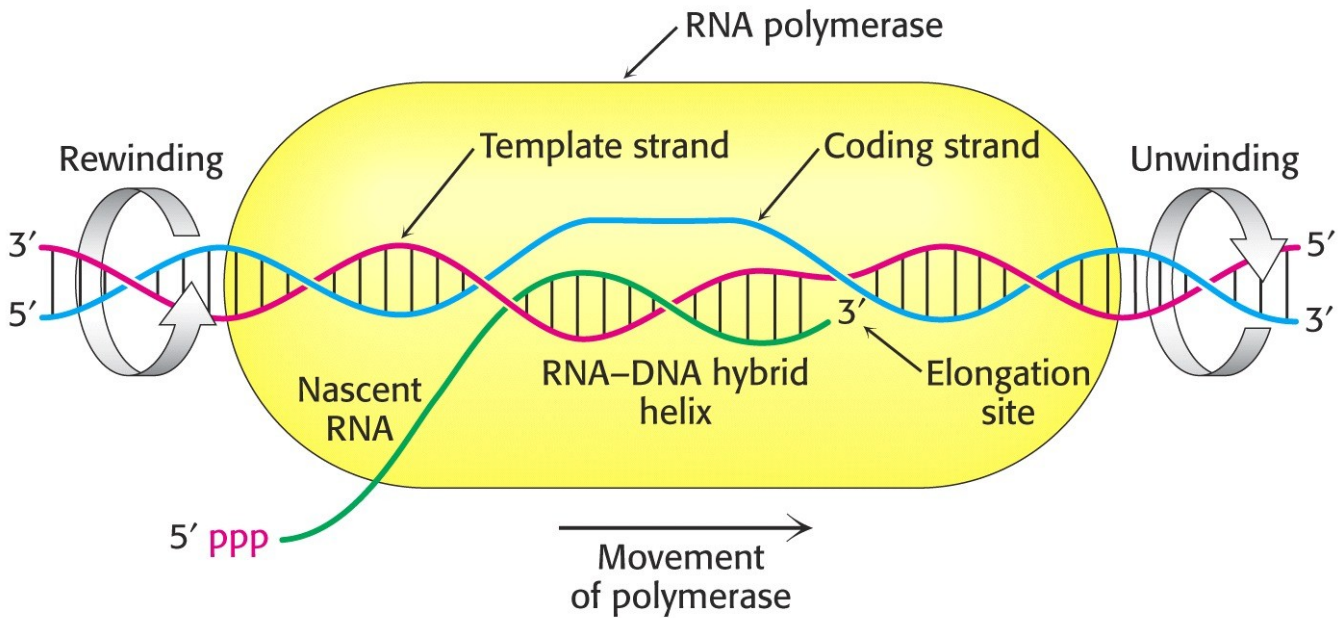 RNA polymerase
Rewinding
Template strand
Coding strand
Unwinding
3′
5′
5′
3′
3′
Nascent
RNA
RNA–DNA hybrid
helix
Elongation
site
5′ ppp
Movement
of polymerase